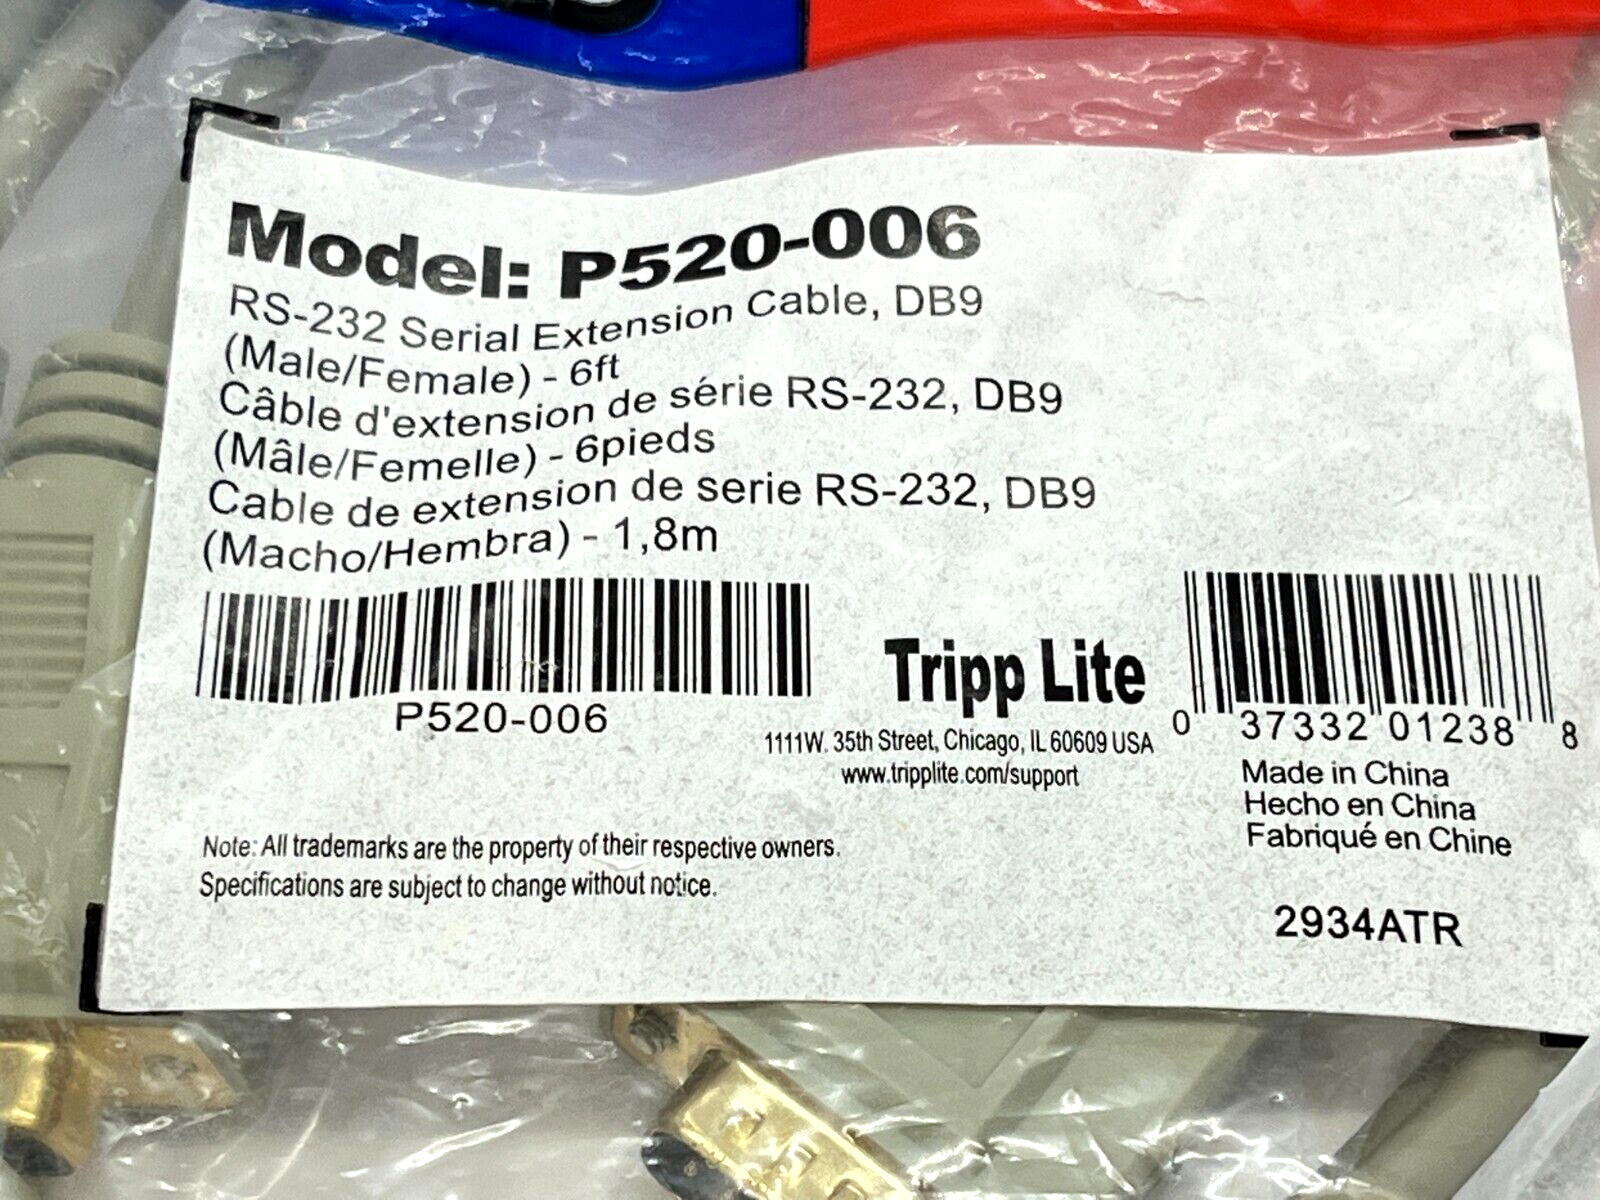 Model: P520-006
RS-232 Serial Extension Cable, DB9
(Male/Female) - 6ft
Câble d'extension de série RS-232, DB9
(Mâle/Femelle) - 6pieds
Cable de extension de serie RS-232, DB9
(Macho/Hembra) - 1,8m
P520-006
Tripp Lite
1111W. 35th Street, Chicago, IL 60609 USA
www.tripplite.com/support
0 37332 01238 8
Made in China
Hecho en China
Fabriqué en Chine
Note: All trademarks are the property of their respective owners.
Specifications are subject to change without notice.
2934ATR